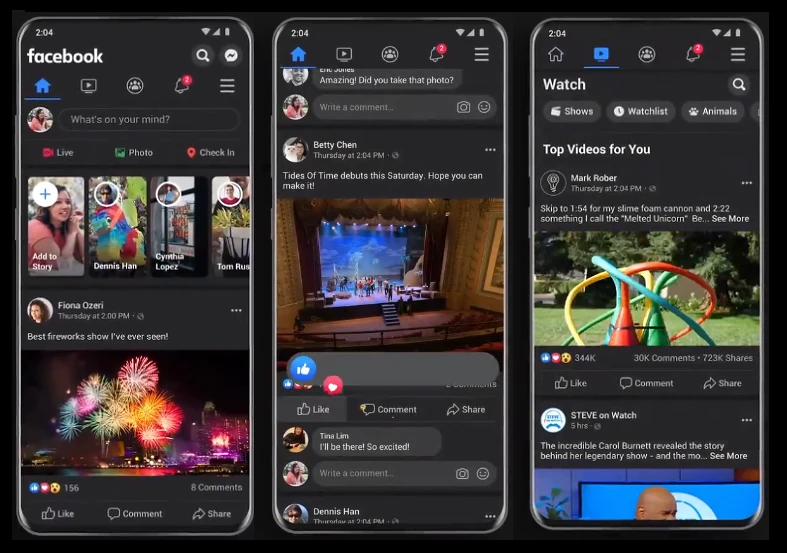 2:04
facebook
2
What's on your mind?
Live
Photo
Check In
Add to
Story
Dennis Han
Cynthia
Lopez
Tom Rus
Fiona Ozeri
Thursday at 2:00 PM ·
Best fireworks show I've ever seen!
156
8 Comments
Like
Comment
Share
2:04
2
Eric Jones
Amazing! Did you take that photo?
Write a comment...
Betty Chen
Thursday at 2:04 PM ·
Tides Of Time debuts this Saturday. Hope you can
make it!
2 Comments
Like
Comment
Share
Tina Lim
I'll be there! So excited!
Write a comment...
Dennis Han
Thursday at 2:04 PM ·
2:04
2
Watch
Shows
Watchlist
Animals
Top Videos for You
Mark Rober
Thursday at 2:04 PM ·
Skip to 1:54 for my slime foam cannon and 2:22
something I call the "Melted Unicorn" Be... See More
344K
30K Comments • 723K Shares
Like
Comment
Share
STEVE on Watch
5 hrs ·
The incredible Carol Burnett revealed the story
behind her legendary show - and the mo... See More